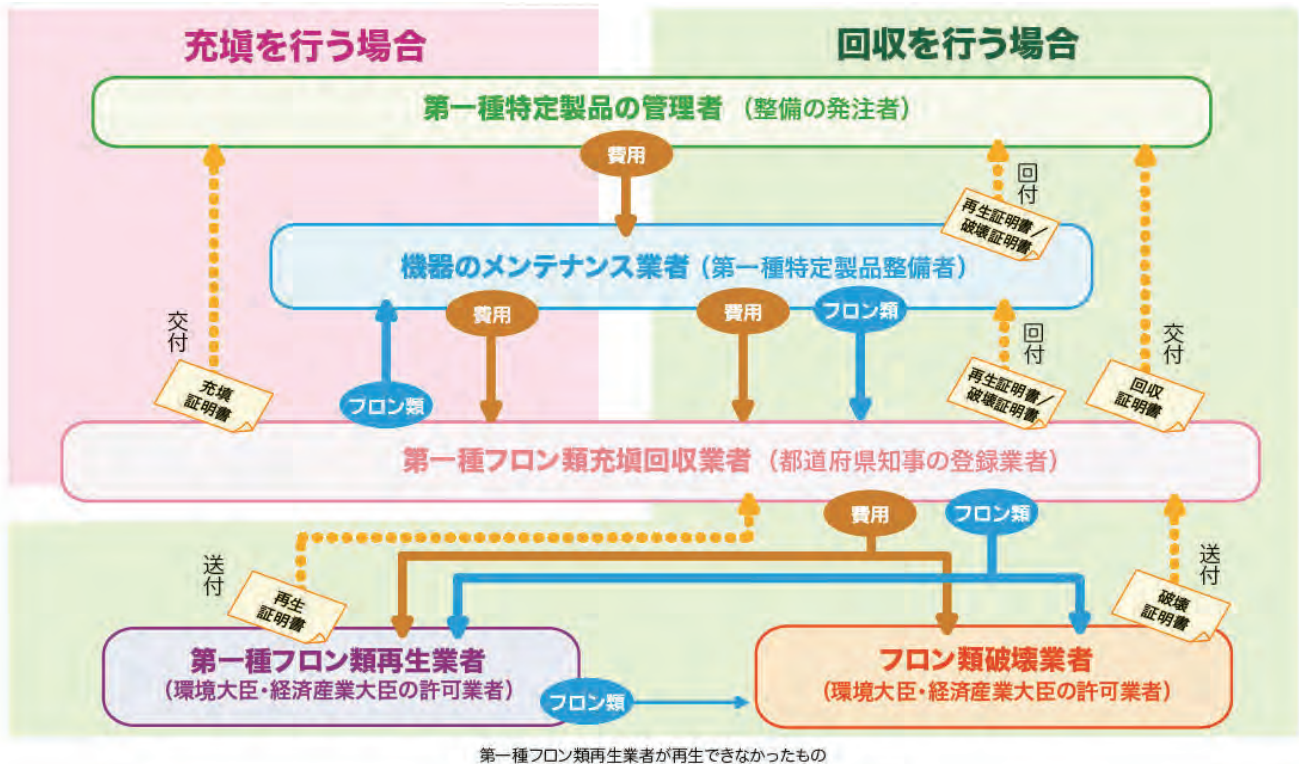 充塡を行う場合
回収を行う場合
第一種特定製品の管理者 (整備の発注者)
費用
回付
再生証明書/
破壊証明書
機器のメンテナンス業者 (第一種特定製品整備者)
費用
費用
フロン類
交付
回付
交付
充塡
証明書
フロン類
再生証明書/
破壊証明書
回収
証明書
第一種フロン類充塡回収業者 (都道府県知事の登録業者)
費用
フロン類
送付
送付
再生
証明書
破壊
証明書
第一種フロン類再生業者
(環境大臣・経済産業大臣の許可業者)
フロン類破壊業者
(環境大臣・経済産業大臣の許可業者)
フロン類
第一種フロン類再生業者が再生できなかったもの